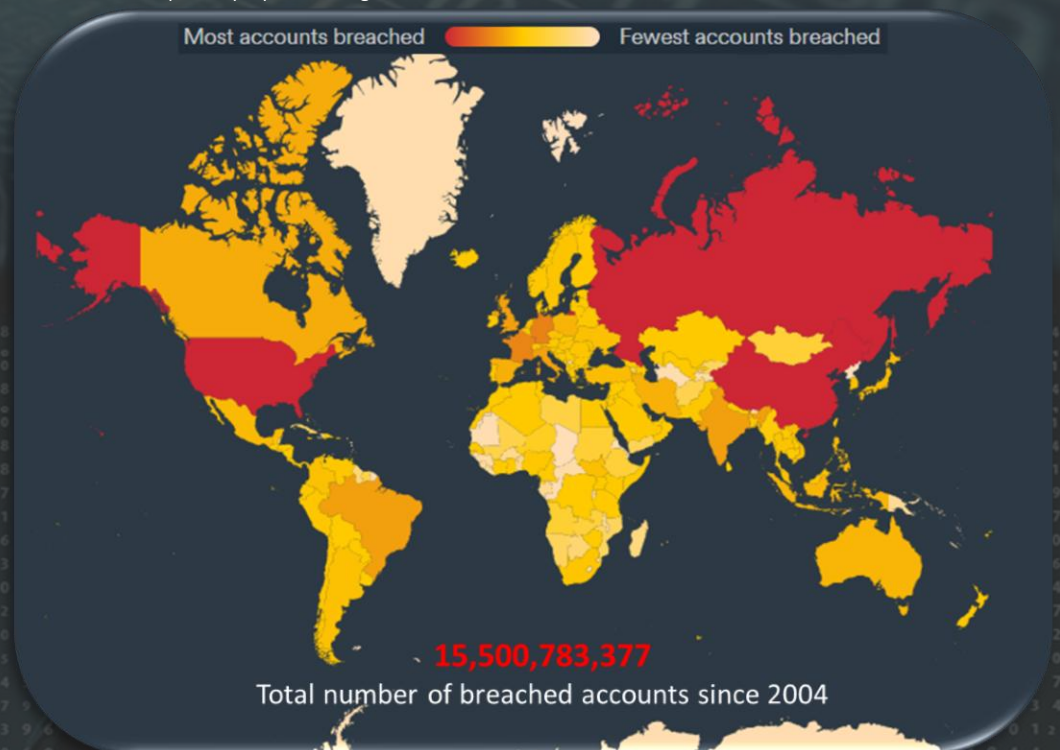 Most accounts breached
Fewest accounts breached
15,500,783,377
Total number of breached accounts since 2004